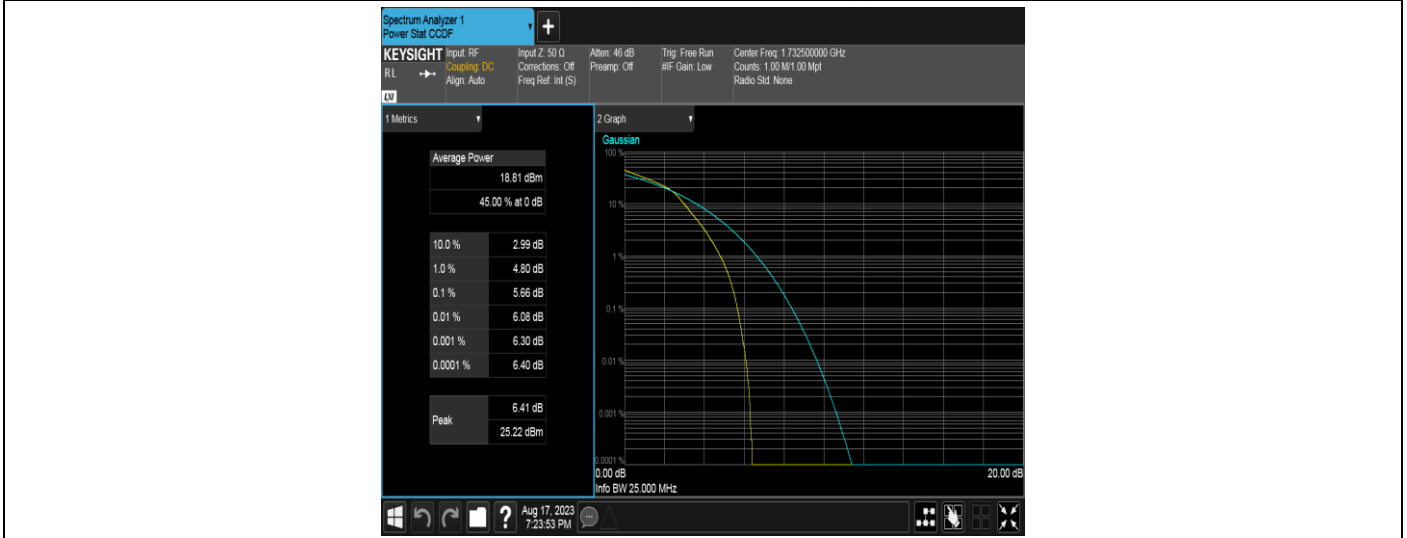 Spectrum Analyzer 1
Power Stat CCDF
+
KEYSIGHT
RL
LXI
Input: RF
Coupling: DC
Align: Auto
Input Z: 50 Ω
Corrections: Off
Freq Ref: Int (S)
Atten: 46 dB
Preamp: Off
Trig: Free Run
#IF Gain: Low
Center Freq: 1.732500000 GHz
Counts: 1.00 M/1.00 Mpt
Radio Std: None
1 Metrics
Average Power
18.81 dBm
45.00 % at 0 dB
10.0 % 2.99 dB
1.0 % 4.80 dB
0.1 % 5.66 dB
0.01 % 6.08 dB
0.001 % 6.30 dB
0.0001 % 6.40 dB
Peak
6.41 dB
25.22 dBm
2 Graph
Gaussian
100 %
10 %
1 %
0.1 %
0.01 %
0.001 %
0.0001 %
0.00 dB 20.00 dB
Info BW 25.000 MHz
?
Aug 17, 2023
7:23:53 PM